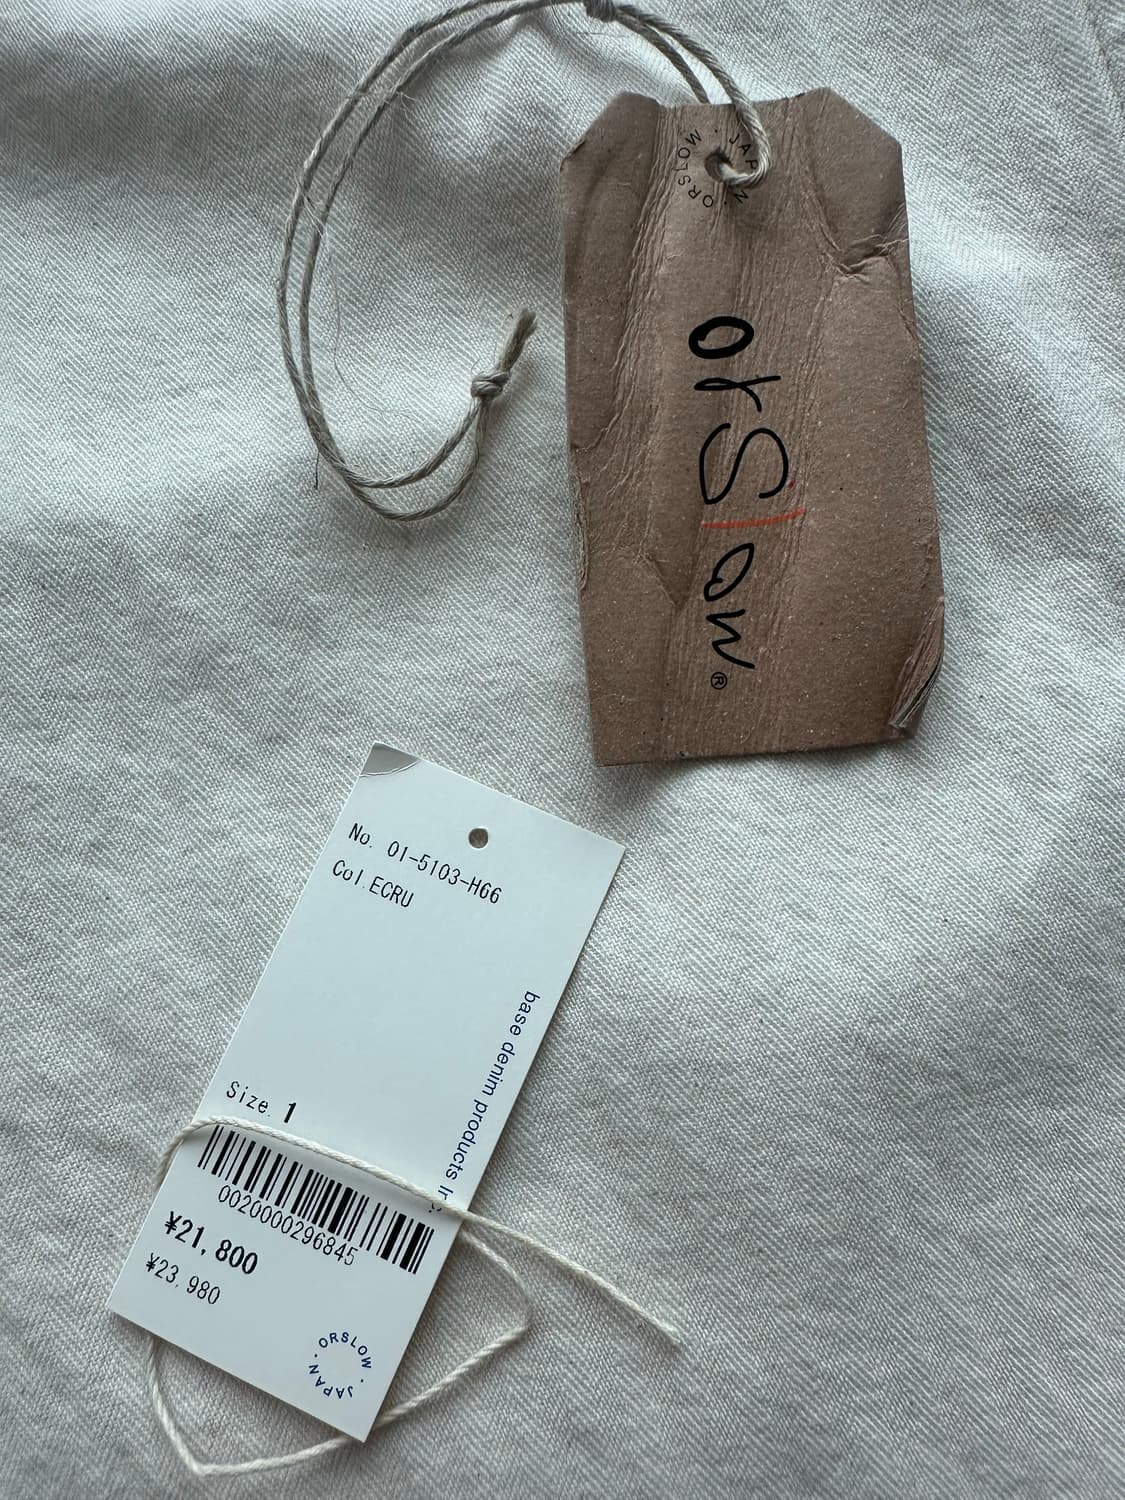 ORSLOW · JAPAN ·
orSlow®
No. 01-5103-H66
Col.ECRU
base denim products
Size. 1
0020000296845
¥21,800
¥23,980
ORSLOW · JAPAN ·